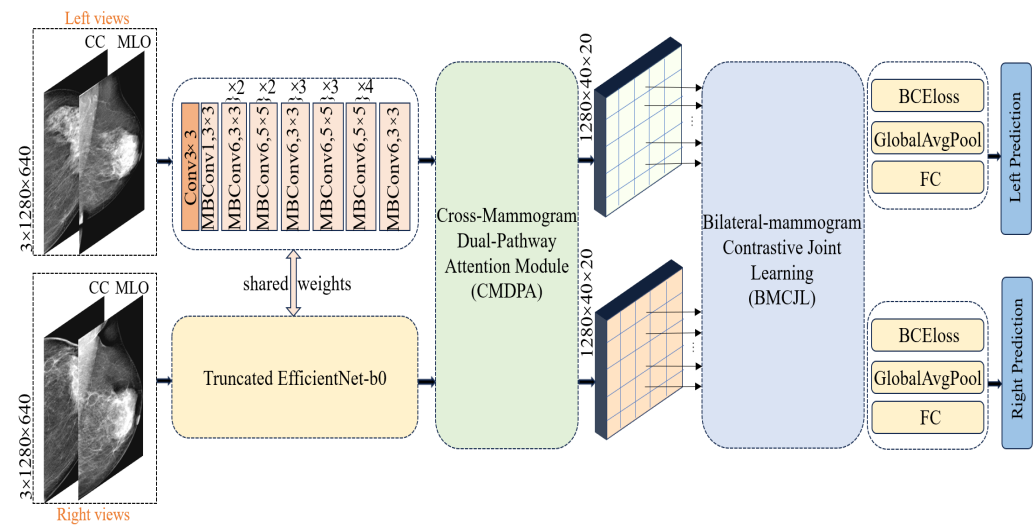 Left views
CC MLO
3×1280×640
Conv3×3
MBConv1,3×3
MBConv6,3×3
×2
MBConv6,5×5
×2
MBConv6,3×3
×3
MBConv6,5×5
×3
MBConv6,5×5
×4
MBConv6,3×3
shared weights
Truncated EfficientNet-b0
CC MLO
3×1280×640
Right views
Cross-Mammogram
Dual-Pathway
Attention Module
(CMDPA)
1280×40×20
1280×40×20
Bilateral-mammogram
Contrastive Joint
Learning
(BMCJL)
BCEloss
GlobalAvgPool
FC
Left Prediction
BCEloss
GlobalAvgPool
FC
Right Prediction